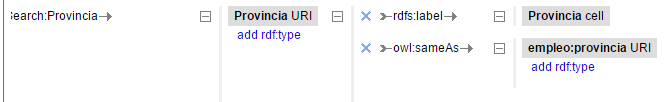 earch:Provincia
Provincia URI
add rdf:type
rdfs:label Provincia cell
owl:sameAs empleo:provincia URI
add rdf:type